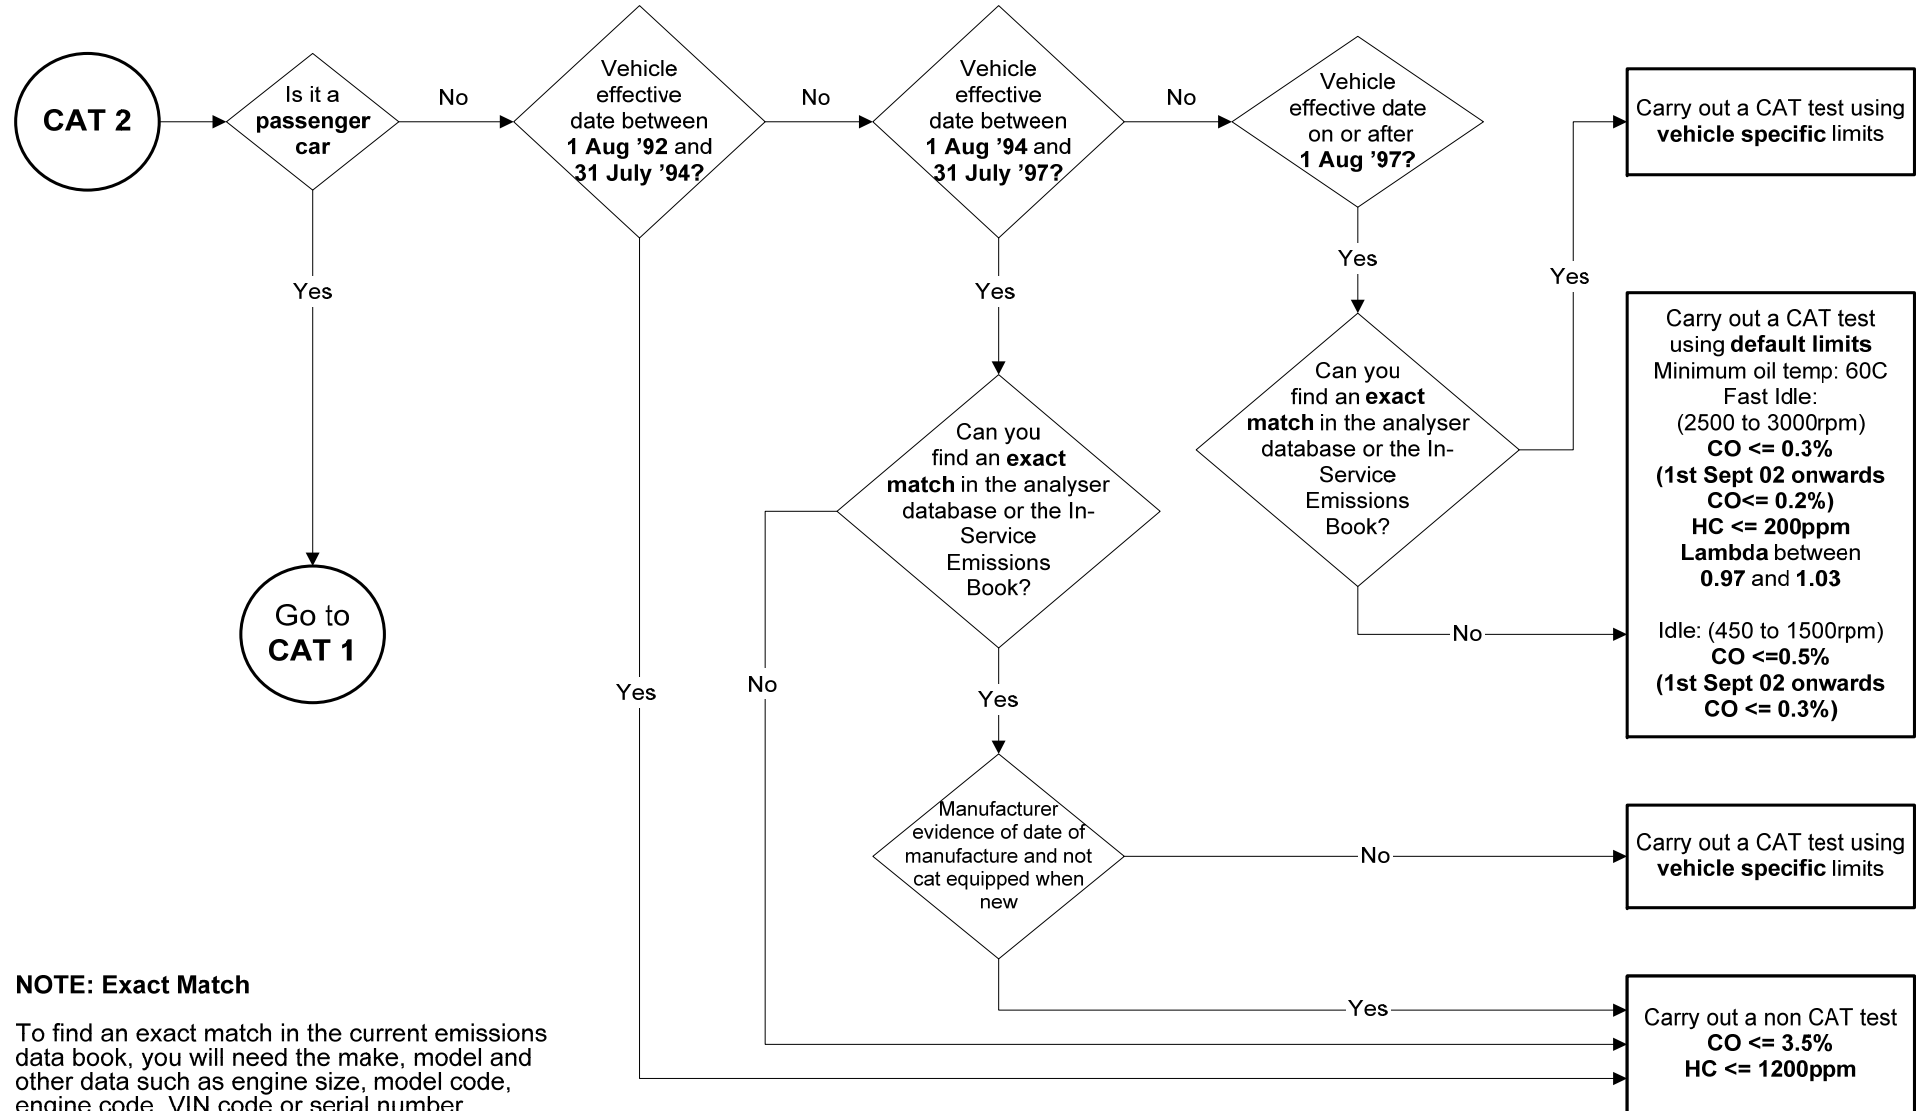 CAT 2
Is it a
passenger
car
No
Yes
Go to
CAT 1
Vehicle
effective
date between
1 Aug ’92 and
31 July ’94?
No
Yes
Vehicle
effective
date between
1 Aug ’94 and
31 July ’97?
No
Yes
Vehicle
effective date
on or after
1 Aug ’97?
Yes
Can you
find an exact
match in the analyser
database or the In-
Service
Emissions
Book?
Yes
No
Can you
find an exact
match in the analyser
database or the In-
Service
Emissions
Book?
No
Yes
Manufacturer
evidence of date of
manufacture and not
cat equipped when
new
No
Yes
Carry out a CAT test using
vehicle specific limits
Carry out a CAT test
using default limits
Minimum oil temp: 60C
Fast Idle:
(2500 to 3000rpm)
CO <= 0.3%
(1st Sept 02 onwards
CO<= 0.2%)
HC <= 200ppm
Lambda between
0.97 and 1.03
Idle: (450 to 1500rpm)
CO <=0.5%
(1st Sept 02 onwards
CO <= 0.3%)
Carry out a CAT test using
vehicle specific limits
Carry out a non CAT test
CO <= 3.5%
HC <= 1200ppm
NOTE: Exact Match
To find an exact match in the current emissions
data book, you will need the make, model and
other data such as engine size, model code,
engine code, VIN code or serial number